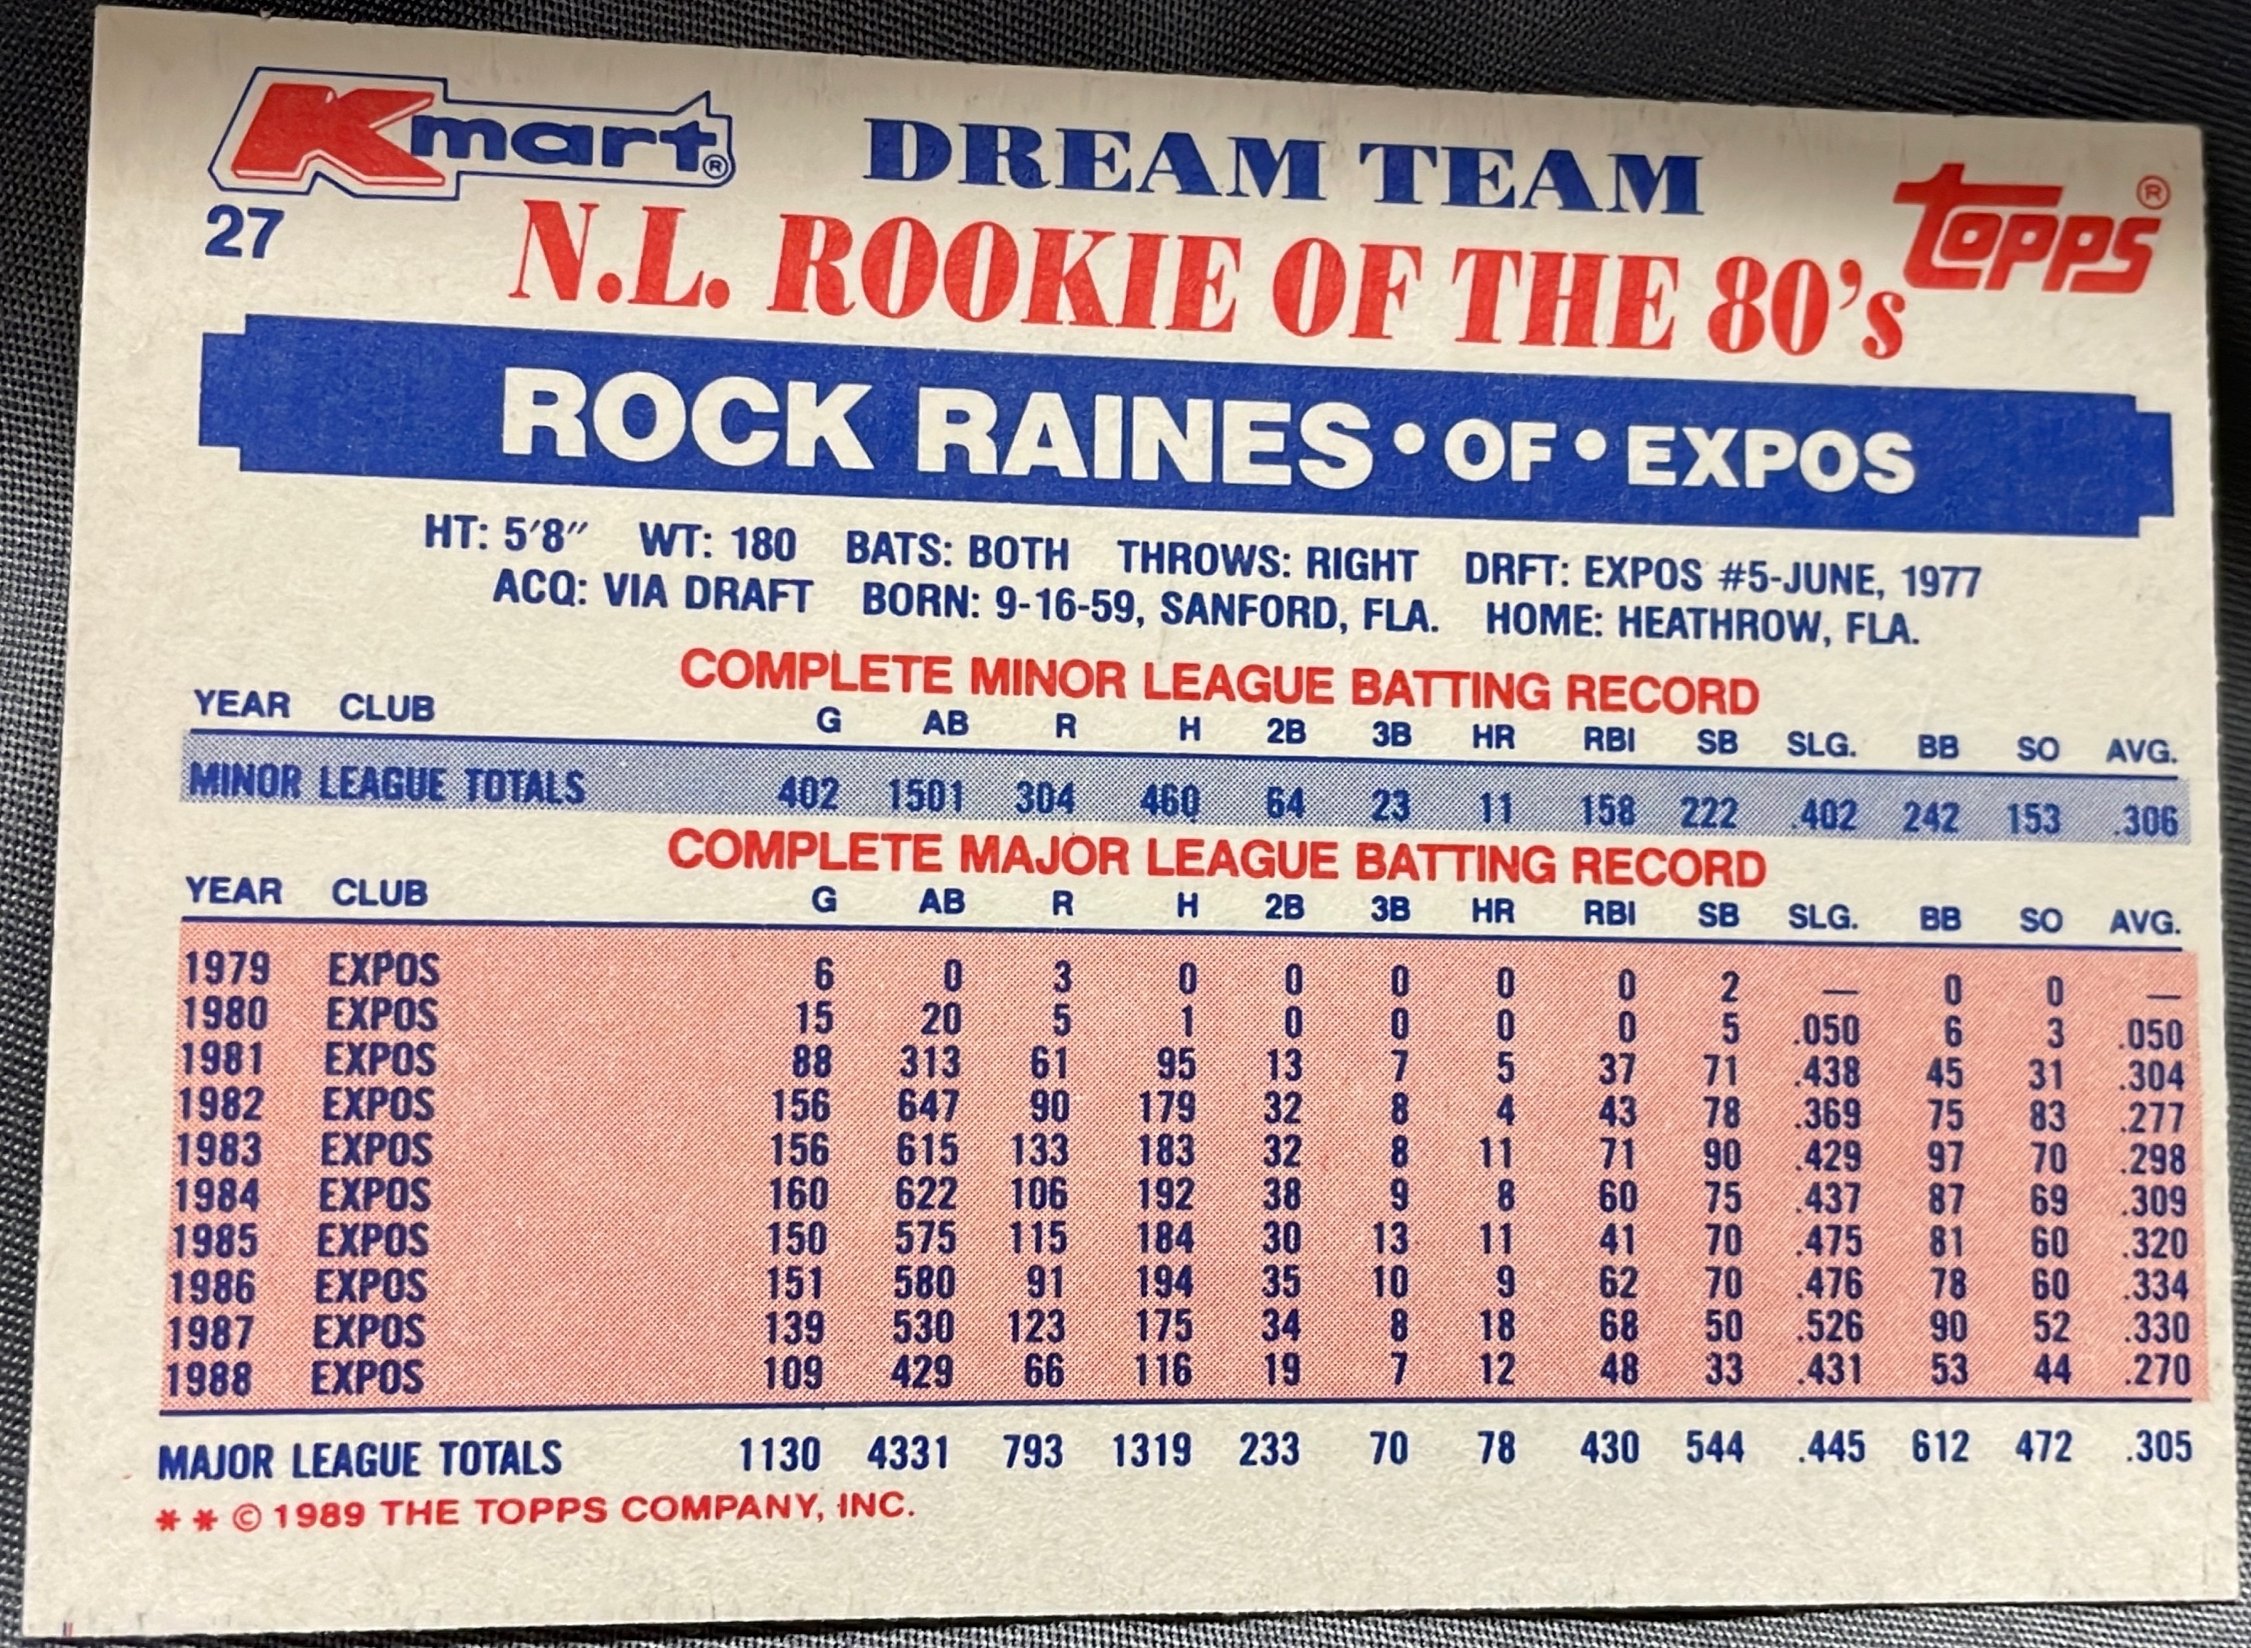 Kmart® DREAM TEAM TOPPS®
27 N.L. ROOKIE OF THE 80's
ROCK RAINES • OF • EXPOS
HT: 5'8" WT: 180 BATS: BOTH THROWS: RIGHT DRFT: EXPOS #5-JUNE, 1977
ACQ: VIA DRAFT BORN: 9-16-59, SANFORD, FLA. HOME: HEATHROW, FLA.
COMPLETE MINOR LEAGUE BATTING RECORD
YEAR CLUB G AB R H 2B 3B HR RBI SB SLG. BB SO AVG.
MINOR LEAGUE TOTALS 402 1501 304 460 64 23 11 158 222 .402 242 153 .306
COMPLETE MAJOR LEAGUE BATTING RECORD
YEAR CLUB G AB R H 2B 3B HR RBI SB SLG. BB SO AVG.
1979 EXPOS 6 0 3 0 0 0 0 0 2 — 0 0 —
1980 EXPOS 15 20 5 1 0 0 0 0 5 .050 6 3 .050
1981 EXPOS 88 313 61 95 13 7 5 37 71 .438 45 31 .304
1982 EXPOS 156 647 90 179 32 8 4 43 78 .369 75 83 .277
1983 EXPOS 156 615 133 183 32 8 11 71 90 .429 97 70 .298
1984 EXPOS 160 622 106 192 38 9 8 60 75 .437 87 69 .309
1985 EXPOS 150 575 115 184 30 13 11 41 70 .475 81 60 .320
1986 EXPOS 151 580 91 194 35 10 9 62 70 .476 78 60 .334
1987 EXPOS 139 530 123 175 34 8 18 68 50 .526 90 52 .330
1988 EXPOS 109 429 66 116 19 7 12 48 33 .431 53 44 .270
MAJOR LEAGUE TOTALS 1130 4331 793 1319 233 70 78 430 544 .445 612 472 .305
** © 1989 THE TOPPS COMPANY, INC.